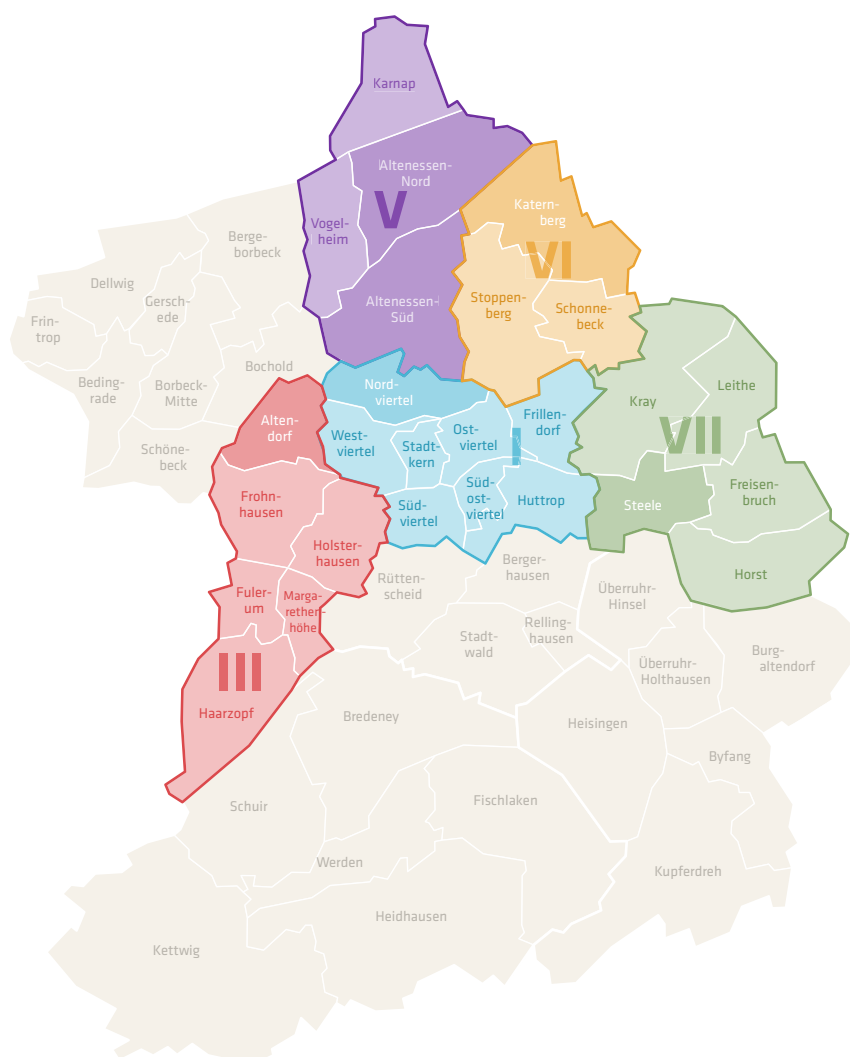 Karnap
Altenessen-
Nord
V
Vogel-
heim
Katern-
berg
VI
Berge-
borbeck
Dellwig
Gersch-
ede
Altenessen-
Süd
Stoppen-
berg
Schonne-
beck
Frin-
trop
Bochold
Beding-
rade
Borbeck-
Mitte
Nord-
viertel
Kray
Leithe
VII
Alten-
dorf
West-
viertel
Stadt-
kern
Ost-
viertel
I
Frillen-
dorf
Schöne-
beck
Frohn-
hausen
Süd-
viertel
Süd-
ost-
viertel
Huttrop
Steele
Freisen-
bruch
Holster-
hausen
Horst
Fuler-
um
Marga-
rethen-
höhe
Rütten-
scheid
Berger-
hausen
Überruhr-
Hinsel
III
Stadt-
wald
Relling-
hausen
Überruhr-
Holthausen
Burg-
altendorf
Haarzopf
Bredeney
Heisingen
Byfang
Schuir
Fischlaken
Werden
Kupferdreh
Heidhausen
Kettwig